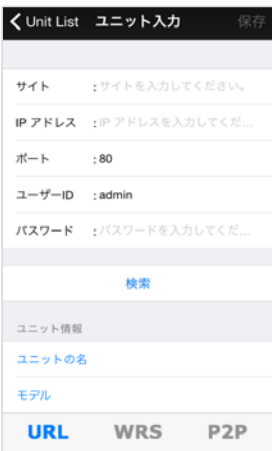 Unit List ユニット入力 保存
サイト :サイトを入力してください。
IP アドレス :IP アドレスを入力してくだ...
ポート :80
ユーザーID :admin
パスワード :パスワードを入力してくだ...
検索
ユニット情報
ユニットの名
モデル
URL WRS P2P